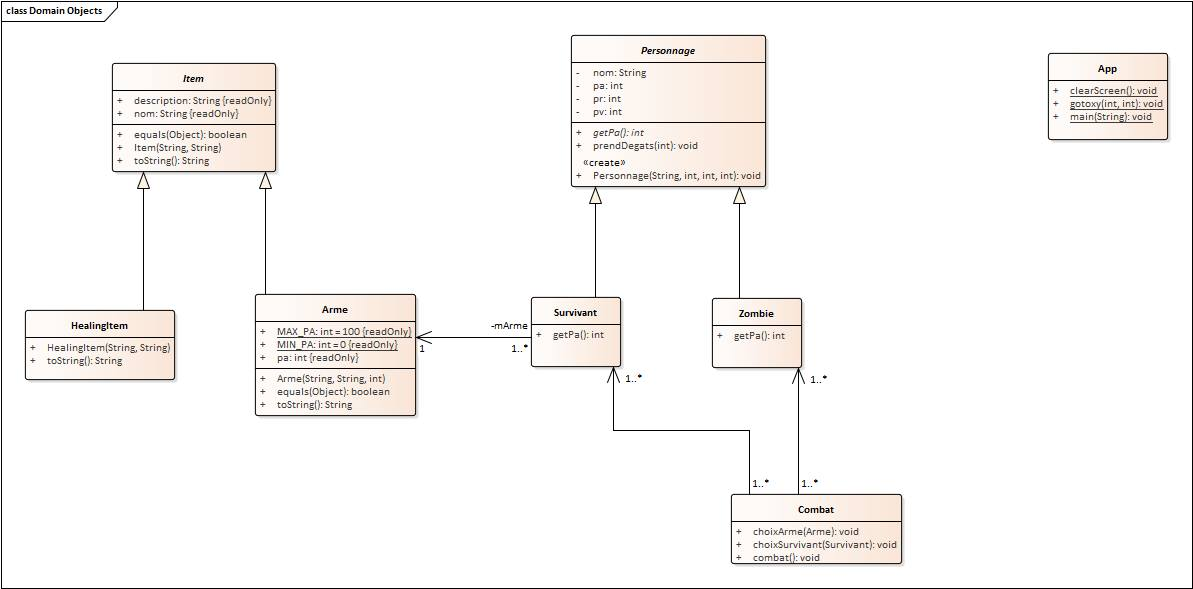 class Domain Objects
Item
+ description: String {readOnly}
+ nom: String {readOnly}
+ equals(Object): boolean
+ Item(String, String)
+ toString(): String
Personnage
- nom: String
- pa: int
- pr: int
- pv: int
+ getPa(): int
+ prendDegats(int): void
«create»
+ Personnage(String, int, int, int): void
App
+ clearScreen(): void
+ gotoxy(int, int): void
+ main(String): void
HealingItem
+ HealingItem(String, String)
+ toString(): String
Arme
+ MAX_PA: int = 100 {readOnly}
+ MIN_PA: int = 0 {readOnly}
+ pa: int {readOnly}
+ Arme(String, String, int)
+ equals(Object): boolean
+ toString(): String
-mArme
1
1..*
Survivant
+ getPa(): int
Zombie
+ getPa(): int
1..*
1..*
1..*
1..*
Combat
+ choixArme(Arme): void
+ choixSurvivant(Survivant): void
+ combat(): void